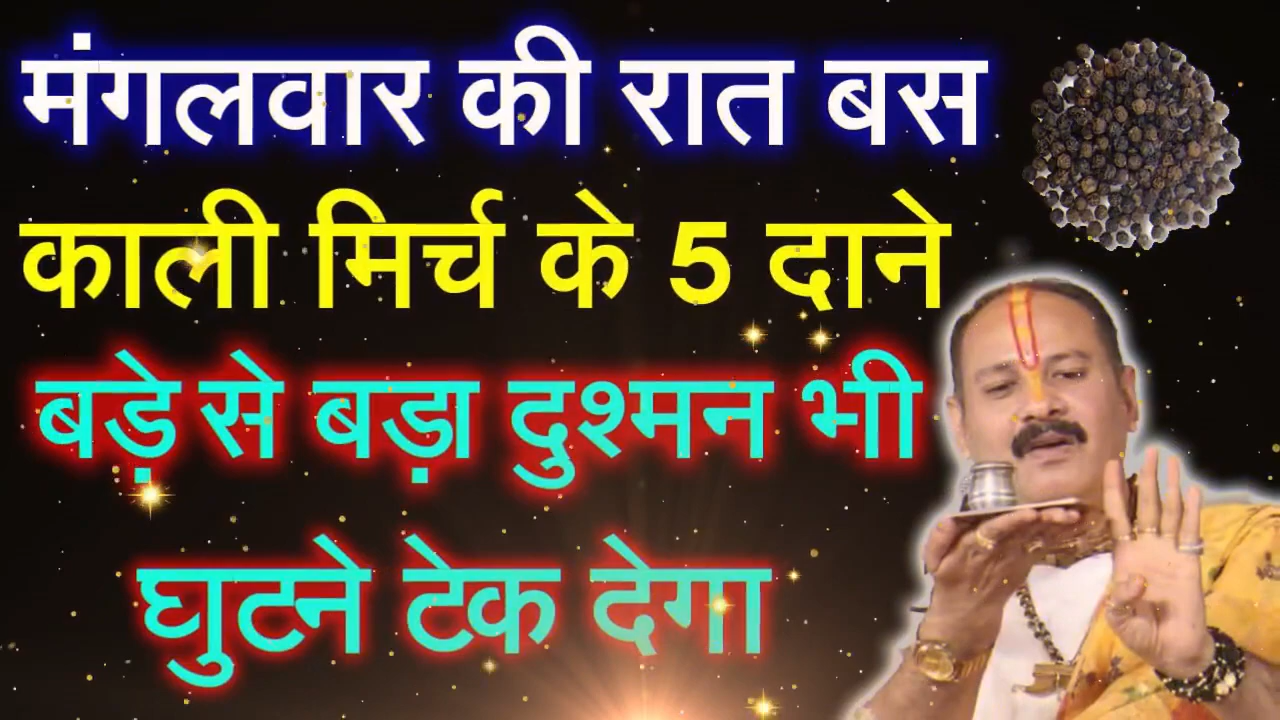 मंगलवार की रात बस
काली मिर्च के 5 दाने
बड़े से बड़ा दुश्मन भी
घुटने टेक देगा